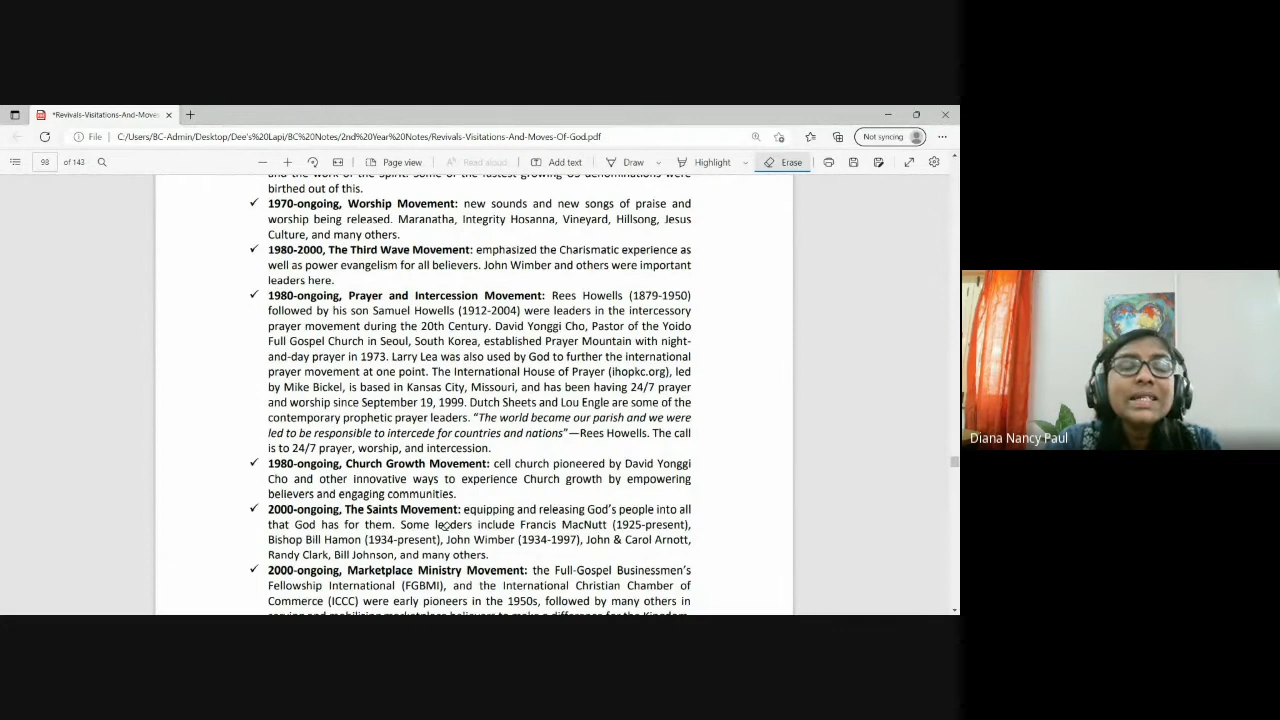 *Revivals-Visitations-And-Moves
File
C:/Users/BC-Admin/Desktop/Dee's%20Lapi/BC%20Notes/2nd%20Year%20Notes/Revivals-Visitations-And-Moves-Of-God.pdf
Not syncing
98 of 143
Page view
Read aloud
Add text
Draw
Highlight
Erase
and the work of the Spirit. Some of the fastest growing US denominations were
birthed out of this.
✓ 1970-ongoing, Worship Movement: new sounds and new songs of praise and
worship being released. Maranatha, Integrity Hosanna, Vineyard, Hillsong, Jesus
Culture, and many others.
✓ 1980-2000, The Third Wave Movement: emphasized the Charismatic experience as
well as power evangelism for all believers. John Wimber and others were important
leaders here.
✓ 1980-ongoing, Prayer and Intercession Movement: Rees Howells (1879-1950)
followed by his son Samuel Howells (1912-2004) were leaders in the intercessory
prayer movement during the 20th Century. David Yonggi Cho, Pastor of the Yoido
Full Gospel Church in Seoul, South Korea, established Prayer Mountain with night-
and-day prayer in 1973. Larry Lea was also used by God to further the international
prayer movement at one point. The International House of Prayer (ihopkc.org), led
by Mike Bickel, is based in Kansas City, Missouri, and has been having 24/7 prayer
and worship since September 19, 1999. Dutch Sheets and Lou Engle are some of the
contemporary prophetic prayer leaders. “The world became our parish and we were
led to be responsible to intercede for countries and nations”—Rees Howells. The call
is to 24/7 prayer, worship, and intercession.
✓ 1980-ongoing, Church Growth Movement: cell church pioneered by David Yonggi
Cho and other innovative ways to experience Church growth by empowering
believers and engaging communities.
✓ 2000-ongoing, The Saints Movement: equipping and releasing God’s people into all
that God has for them. Some leaders include Francis MacNutt (1925-present),
Bishop Bill Hamon (1934-present), John Wimber (1934-1997), John & Carol Arnott,
Randy Clark, Bill Johnson, and many others.
✓ 2000-ongoing, Marketplace Ministry Movement: the Full-Gospel Businessmen’s
Fellowship International (FGBMI), and the International Christian Chamber of
Commerce (ICCC) were early pioneers in the 1950s, followed by many others in
Diana Nancy Paul